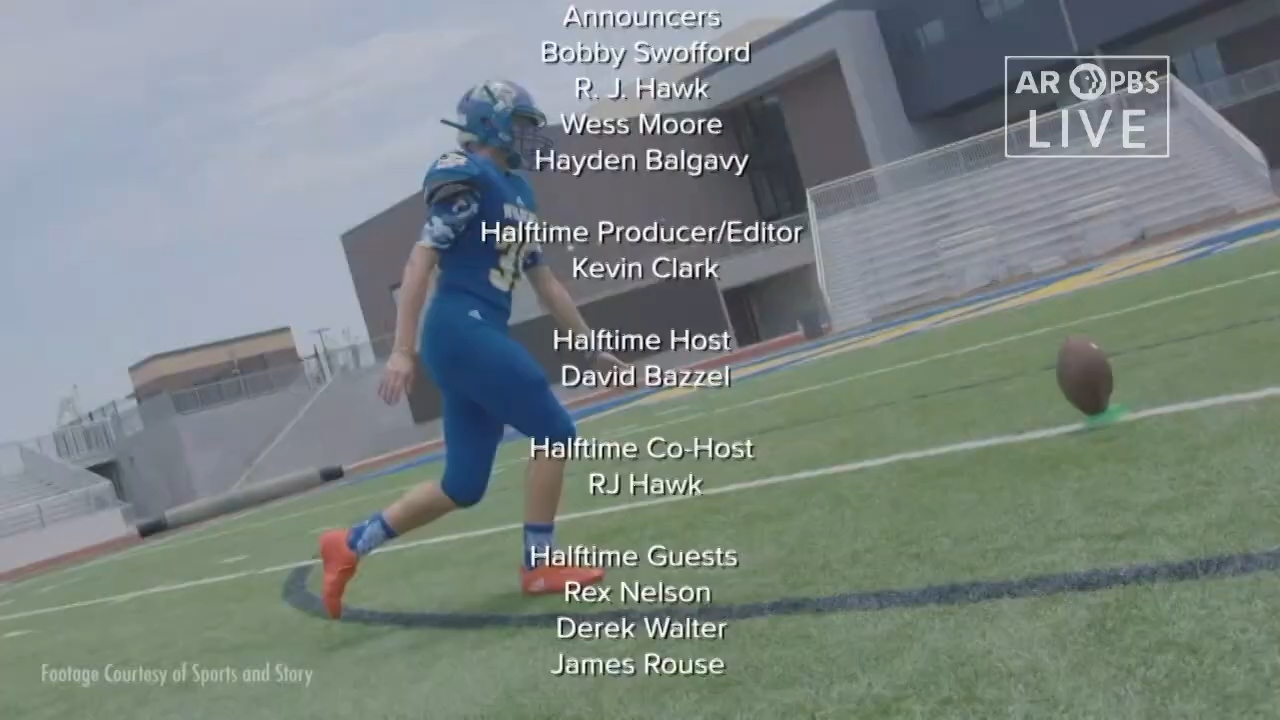 Announcers
Bobby Swofford
R. J. Hawk
Wess Moore
Hayden Balgavy
Halftime Producer/Editor
Kevin Clark
Halftime Host
David Bazzel
Halftime Co-Host
RJ Hawk
Halftime Guests
Rex Nelson
Derek Walter
James Rouse
AR PBS
LIVE
Footage Courtesy of Sports and Story